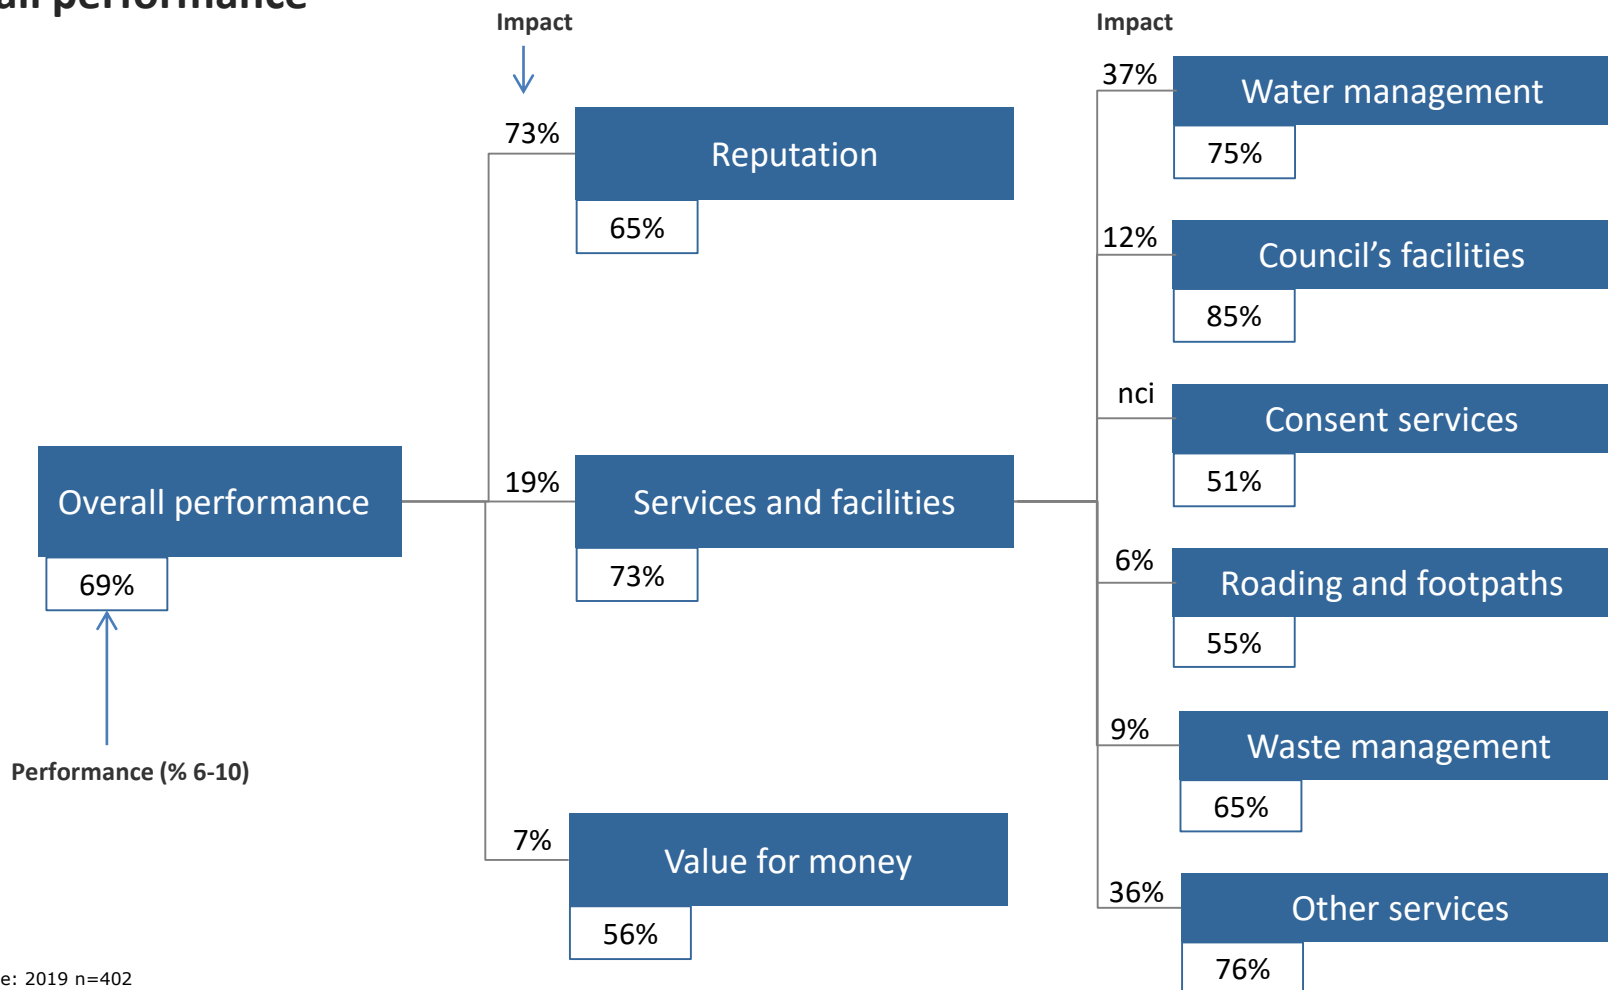 performance
Impact
Impact
73%
Reputation
65%
19%
Services and facilities
73%
7%
Value for money
56%
Overall performance
69%
Performance (% 6-10)
37%
Water management
75%
12%
Council’s facilities
85%
nci
Consent services
51%
6%
Roading and footpaths
55%
9%
Waste management
65%
36%
Other services
76%
e: 2019 n=402